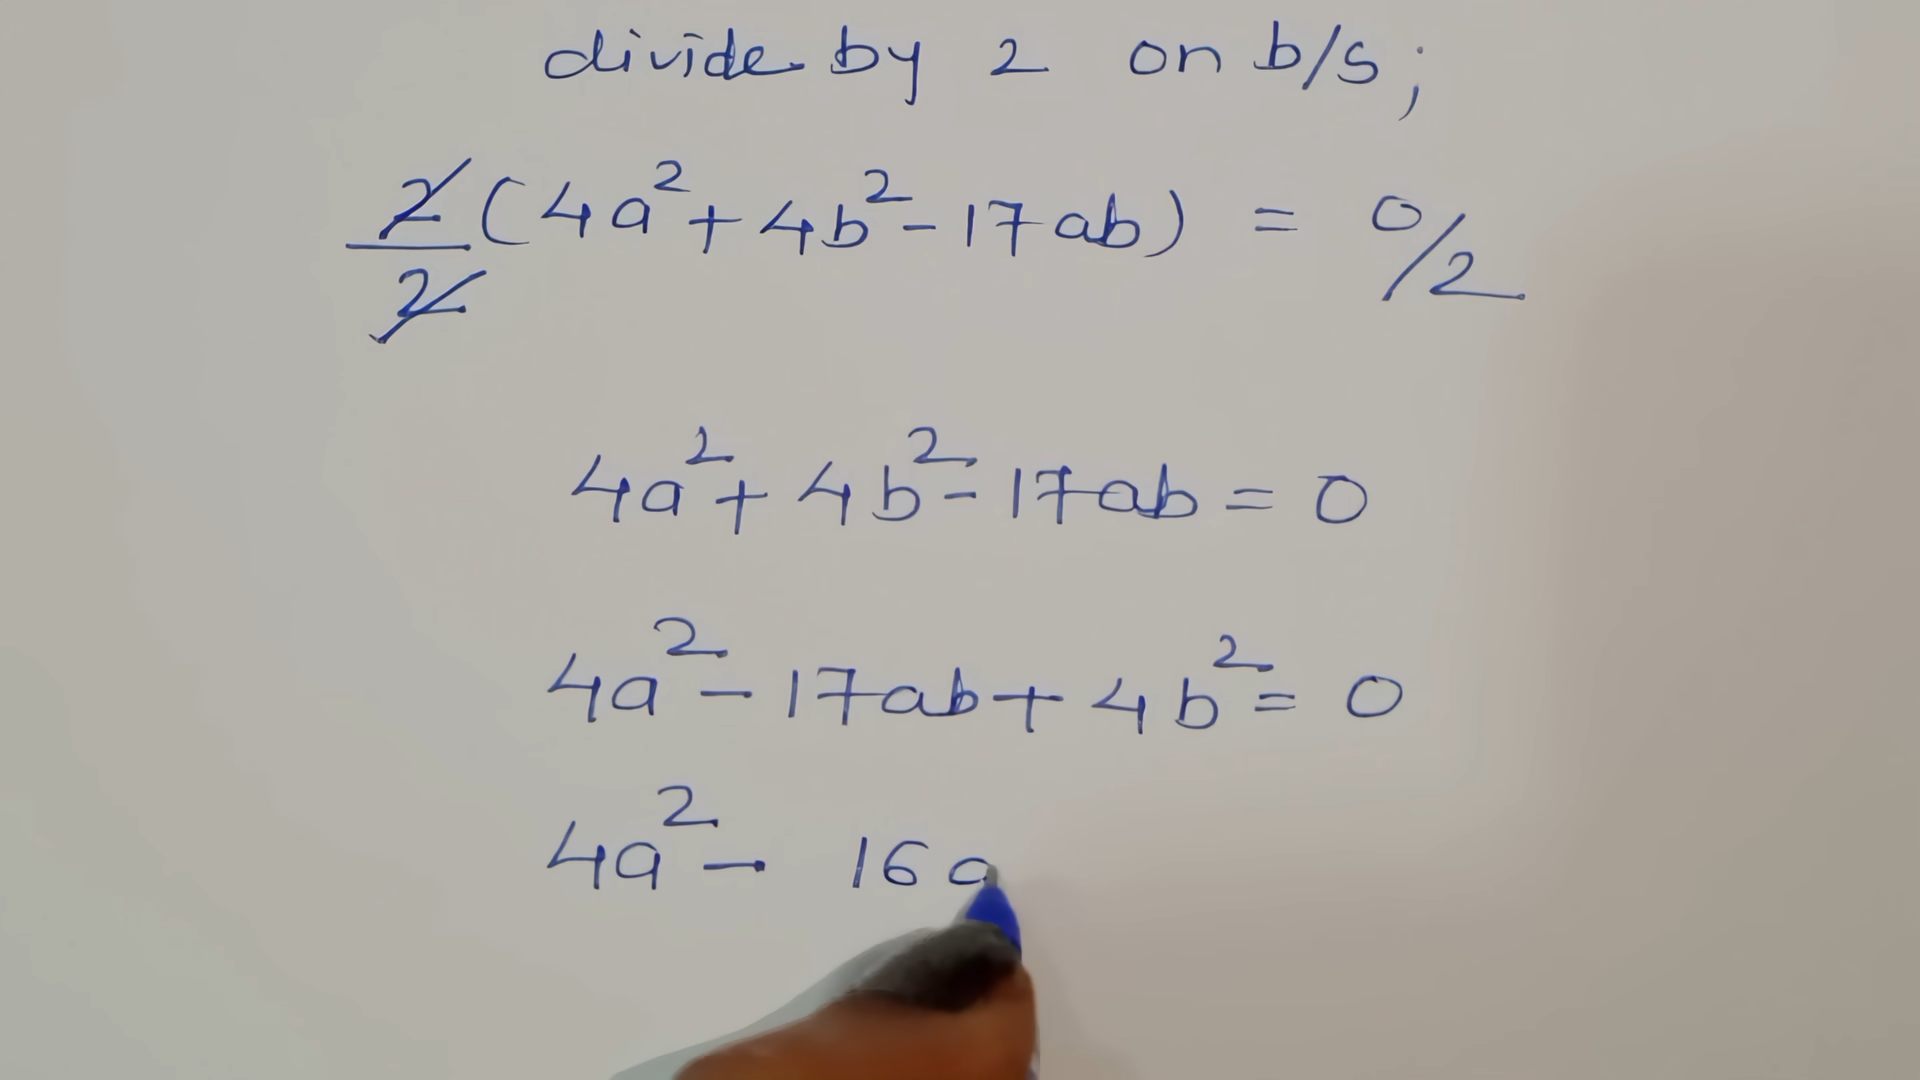 divide by 2 on b/s;
2/2 (4a² + 4b² - 17ab) = 0/2
4a² + 4b² - 17ab = 0
4a² - 17ab + 4b² = 0
4a² - 16a